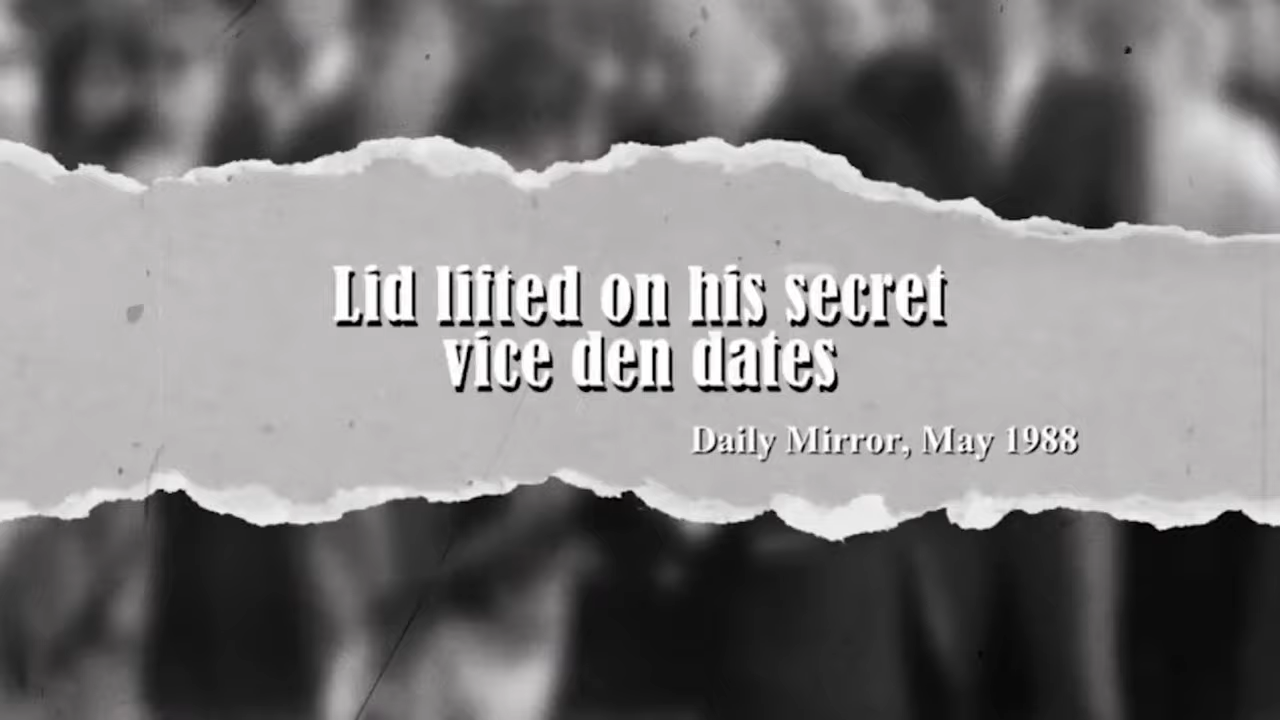 Lid lifted on his secret
vice den dates
Daily Mirror, May 1988